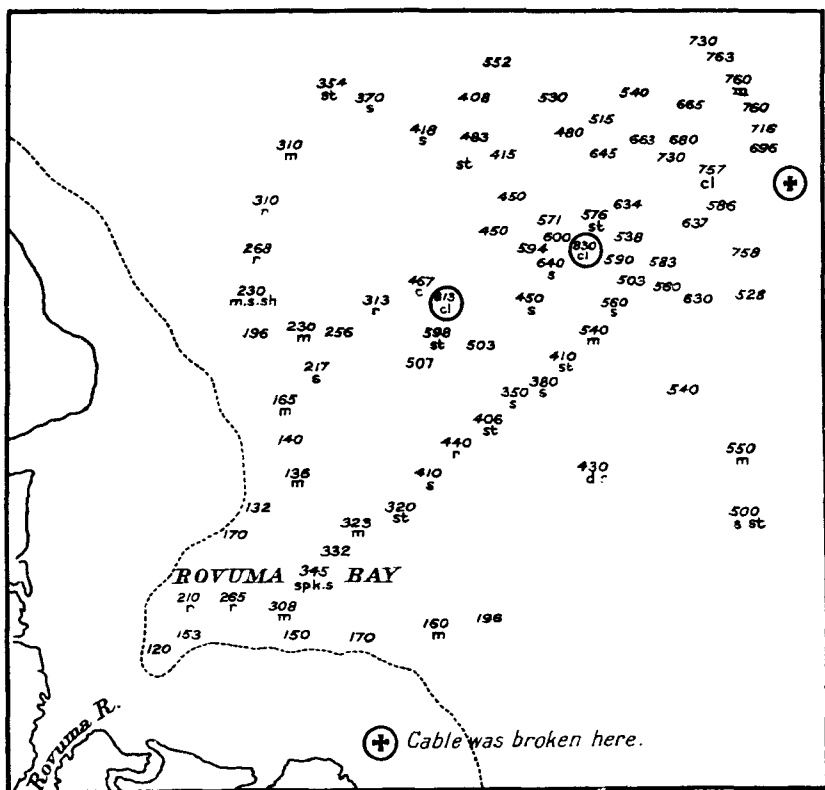 730
763
552
760
m
354
st
370
s
408
530
540
665
760
515
716
418
s
483
st
480
663
680
696
310
m
415
645
730
757
cl
310
r
450
634
586
571
576
st
637
450
600
538
268
r
594
830
cl
758
640
s
590
583
503
560
230
m.s.sh
467
c
813
cl
313
r
450
s
560
s
630
528
196
230
m
256
598
st
503
540
m
217
s
507
410
st
165
m
350
s
380
s
540
406
st
140
440
r
550
m
136
m
410
s
430
132
320
st
500
s st
170
323
m
332
ROVUMA BAY
345
spk.s
210
r
265
r
308
m
160
m
196
153
150
170
120
Rovuma R.
Cable was broken here.